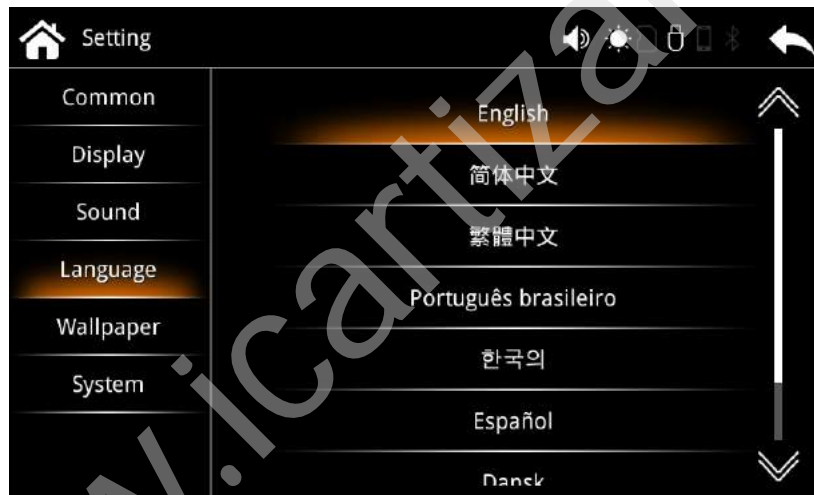 Setting
Common
Display
Sound
Language
Wallpaper
System
English
简体中文
繁體中文
Português brasileiro
한국의
Español
Dansk